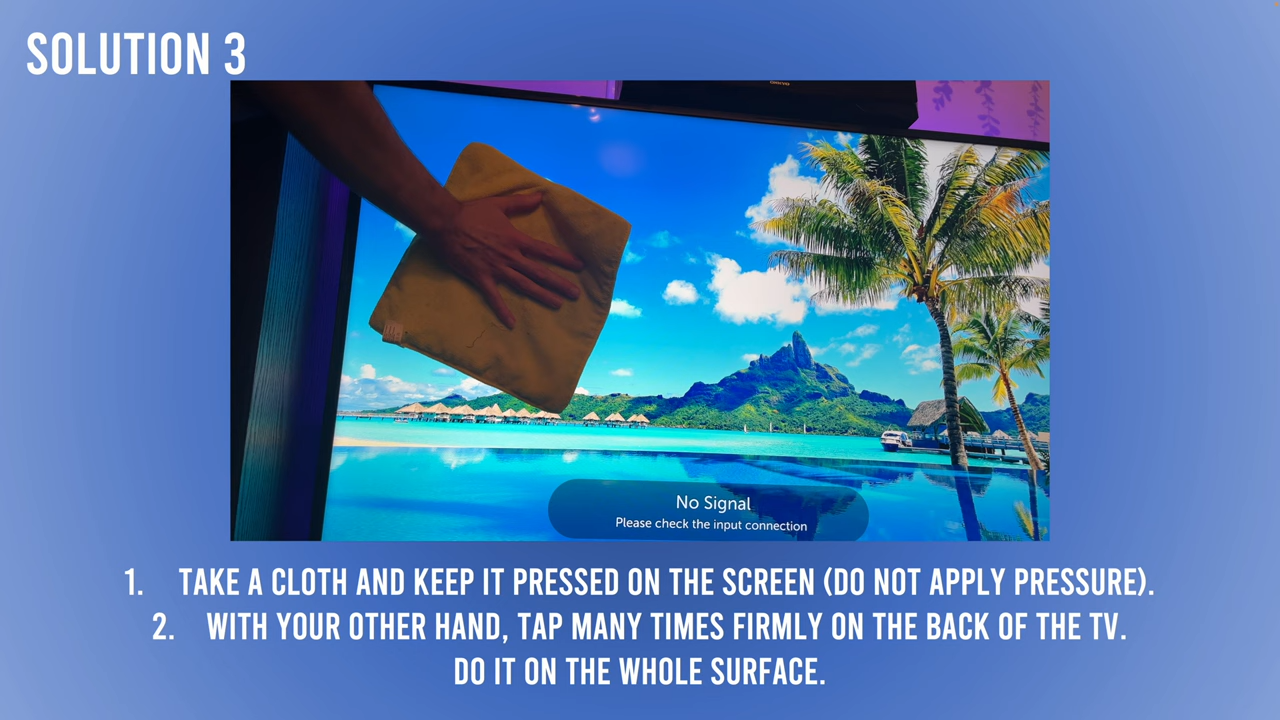 SOLUTION 3
No Signal
Please check the input connection
1. TAKE A CLOTH AND KEEP IT PRESSED ON THE SCREEN (DO NOT APPLY PRESSURE).
2. WITH YOUR OTHER HAND, TAP MANY TIMES FIRMLY ON THE BACK OF THE TV.
DO IT ON THE WHOLE SURFACE.